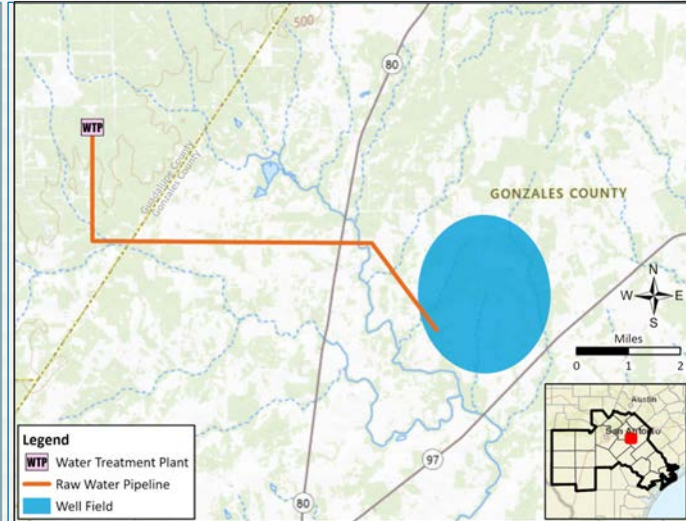 500
80
WTP
Guadalupe County
Gonzales County
GONZALES COUNTY
N
W E
S
Miles
0 1 2
Austin
San Antonio
97
80
Legend
WTP Water Treatment Plant
Raw Water Pipeline
Well Field